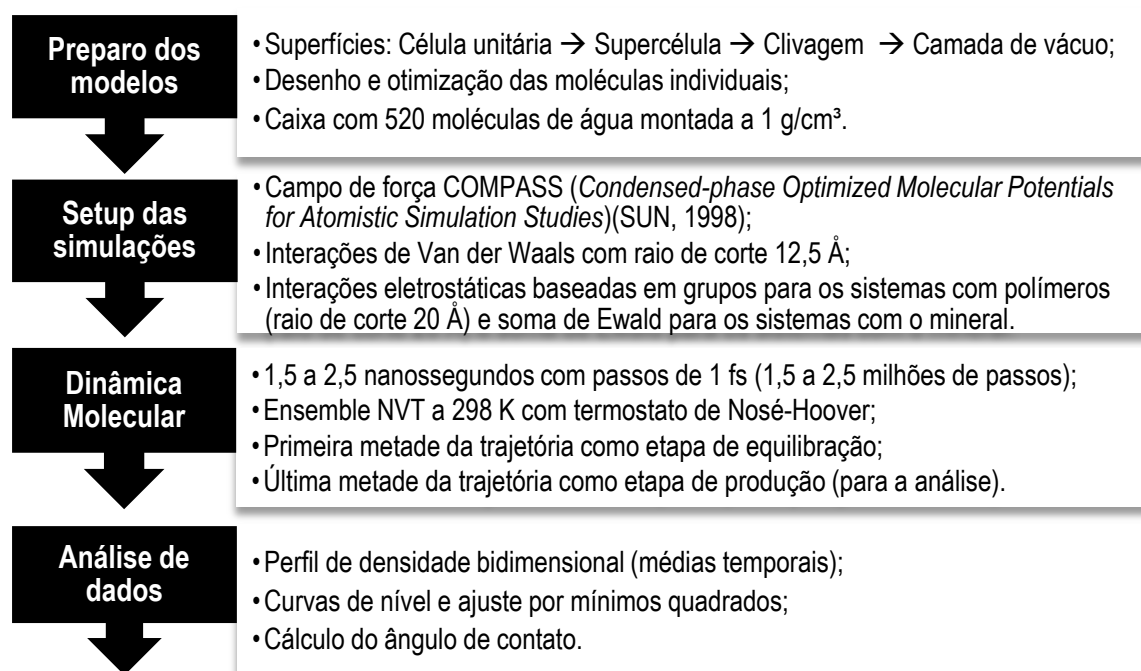 Preparo dos
modelos
• Superfícies: Célula unitária → Supercélula → Clivagem → Camada de vácuo;
• Desenho e otimização das moléculas individuais;
• Caixa com 520 moléculas de água montada a 1 g/cm³.
Setup das
simulações
• Campo de força COMPASS (Condensed-phase Optimized Molecular Potentials
for Atomistic Simulation Studies)(SUN, 1998);
• Interações de Van der Waals com raio de corte 12,5 Å;
• Interações eletrostáticas baseadas em grupos para os sistemas com polímeros
(raio de corte 20 Å) e soma de Ewald para os sistemas com o mineral.
Dinâmica
Molecular
• 1,5 a 2,5 nanossegundos com passos de 1 fs (1,5 a 2,5 milhões de passos);
• Ensemble NVT a 298 K com termostato de Nosé-Hoover;
• Primeira metade da trajetória como etapa de equilibração;
• Última metade da trajetória como etapa de produção (para a análise).
Análise de
dados
• Perfil de densidade bidimensional (médias temporais);
• Curvas de nível e ajuste por mínimos quadrados;
• Cálculo do ângulo de contato.